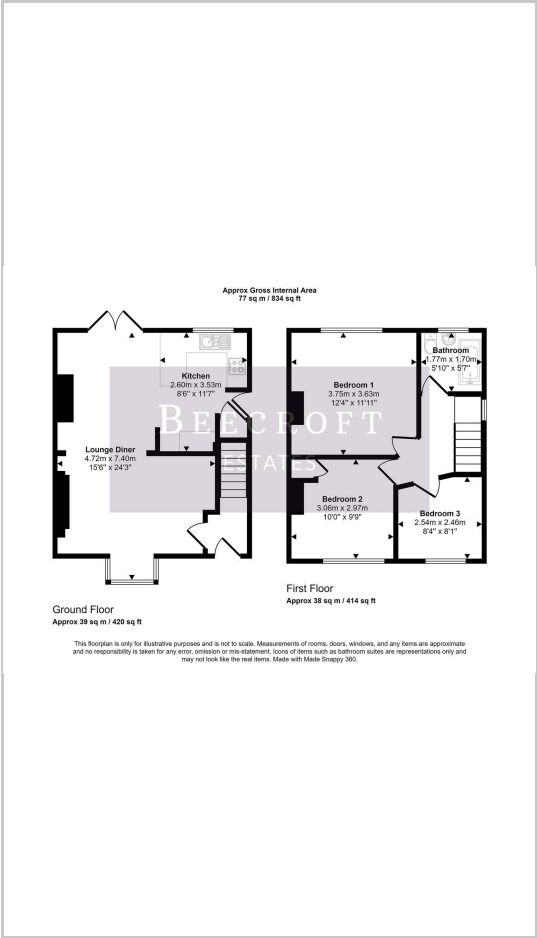 Approx Gross Internal Area
77 sq m / 834 sq ft
Kitchen
2.60m x 3.53m
8'6" x 11'7"
Lounge Diner
4.72m x 7.40m
15'6" x 24'3"
Ground Floor
Approx 39 sq m / 420 sq ft
Bathroom
1.77m x 1.70m
5'10" x 5'7"
Bedroom 1
3.75m x 3.63m
12'4" x 11'11"
BEECROFT
ESTATES
Bedroom 2
3.06m x 2.97m
10'0" x 9'9"
Bedroom 3
2.54m x 2.46m
8'4" x 8'1"
First Floor
Approx 38 sq m / 414 sq ft
This floorplan is only for illustrative purposes and is not to scale. Measurements of rooms, doors, windows, and any items are approximate
and no responsibility is taken for any error, omission or mis-statement. Icons of items such as bathroom suites are representations only and
may not look like the real items. Made with Made Snappy 360.